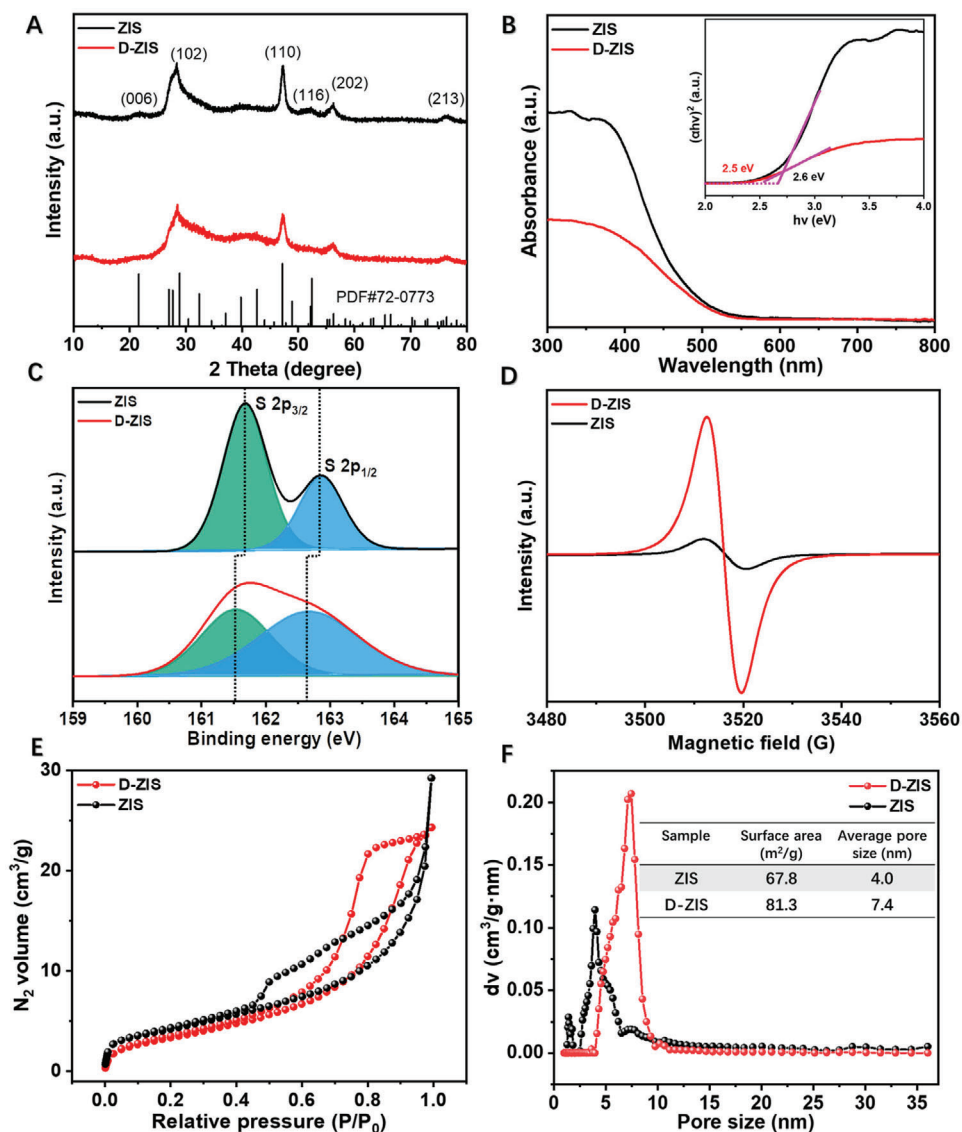 A
ZIS
D-ZIS
(006)
(102)
(110)
(116)
(202)
(213)
PDF#72-0773
Intensity (a.u.)
10 20 30 40 50 60 70 80
2 Theta (degree)
B
ZIS
D-ZIS
(αhv)² (a.u.)
2.5 eV
2.6 eV
2.0 2.5 3.0 3.5 4.0
hv (eV)
Absorbance (a.u.)
300 400 500 600 700 800
Wavelength (nm)
C
ZIS
D-ZIS
S 2p3/2
S 2p1/2
Intensity (a.u.)
159 160 161 162 163 164 165
Binding energy (eV)
D
D-ZIS
ZIS
Intensity (a.u.)
3480 3500 3520 3540 3560
Magnetic field (G)
E
D-ZIS
ZIS
N2 volume (cm³/g)
30
20
10
0
0.0 0.2 0.4 0.6 0.8 1.0
Relative pressure (P/P0)
F
D-ZIS
ZIS
Sample Surface area (m²/g) Average pore size (nm)
ZIS 67.8 4.0
D-ZIS 81.3 7.4
dv (cm³/g·nm)
0.20
0.15
0.10
0.05
0.00
0 5 10 15 20 25 30 35
Pore size (nm)